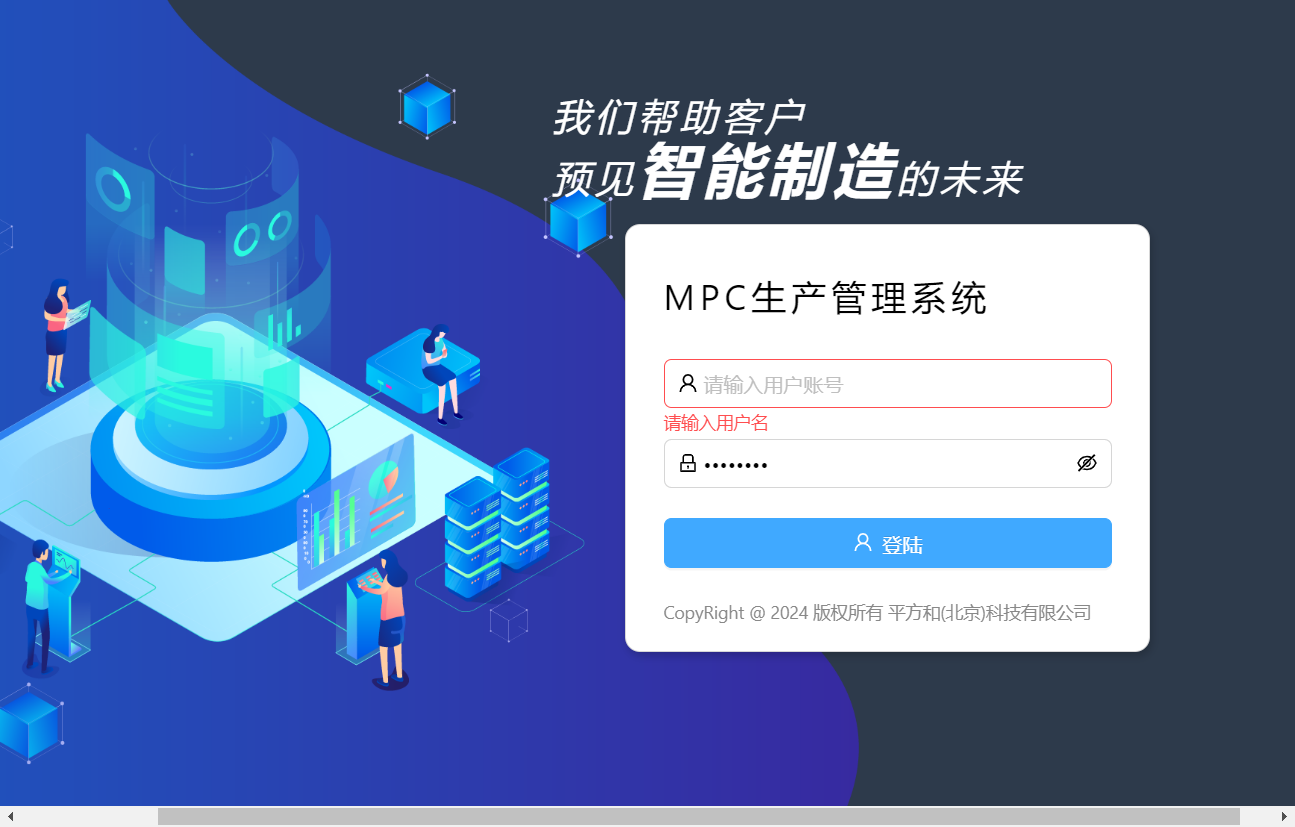 我们帮助客户
预见智能制造的未来
MPC生产管理系统
请输入用户账号
请输入用户名
••••••••
登陆
CopyRight @ 2024 版权所有 平方和(北京)科技有限公司